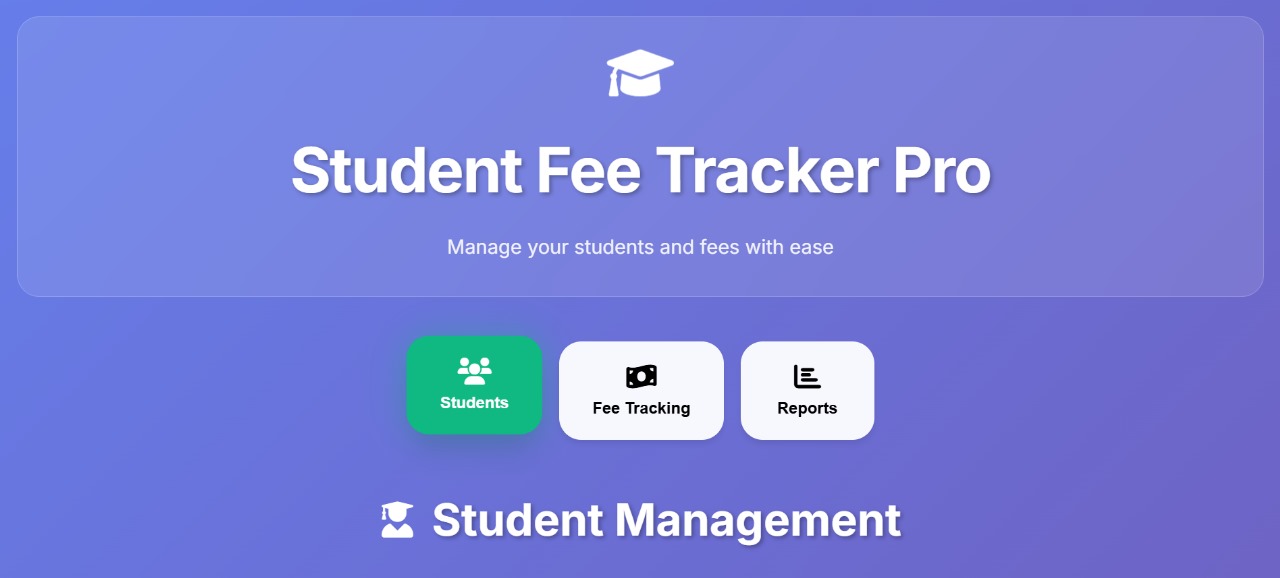 Student Fee Tracker Pro
Manage your students and fees with ease
Students
Fee Tracking
Reports
Student Management